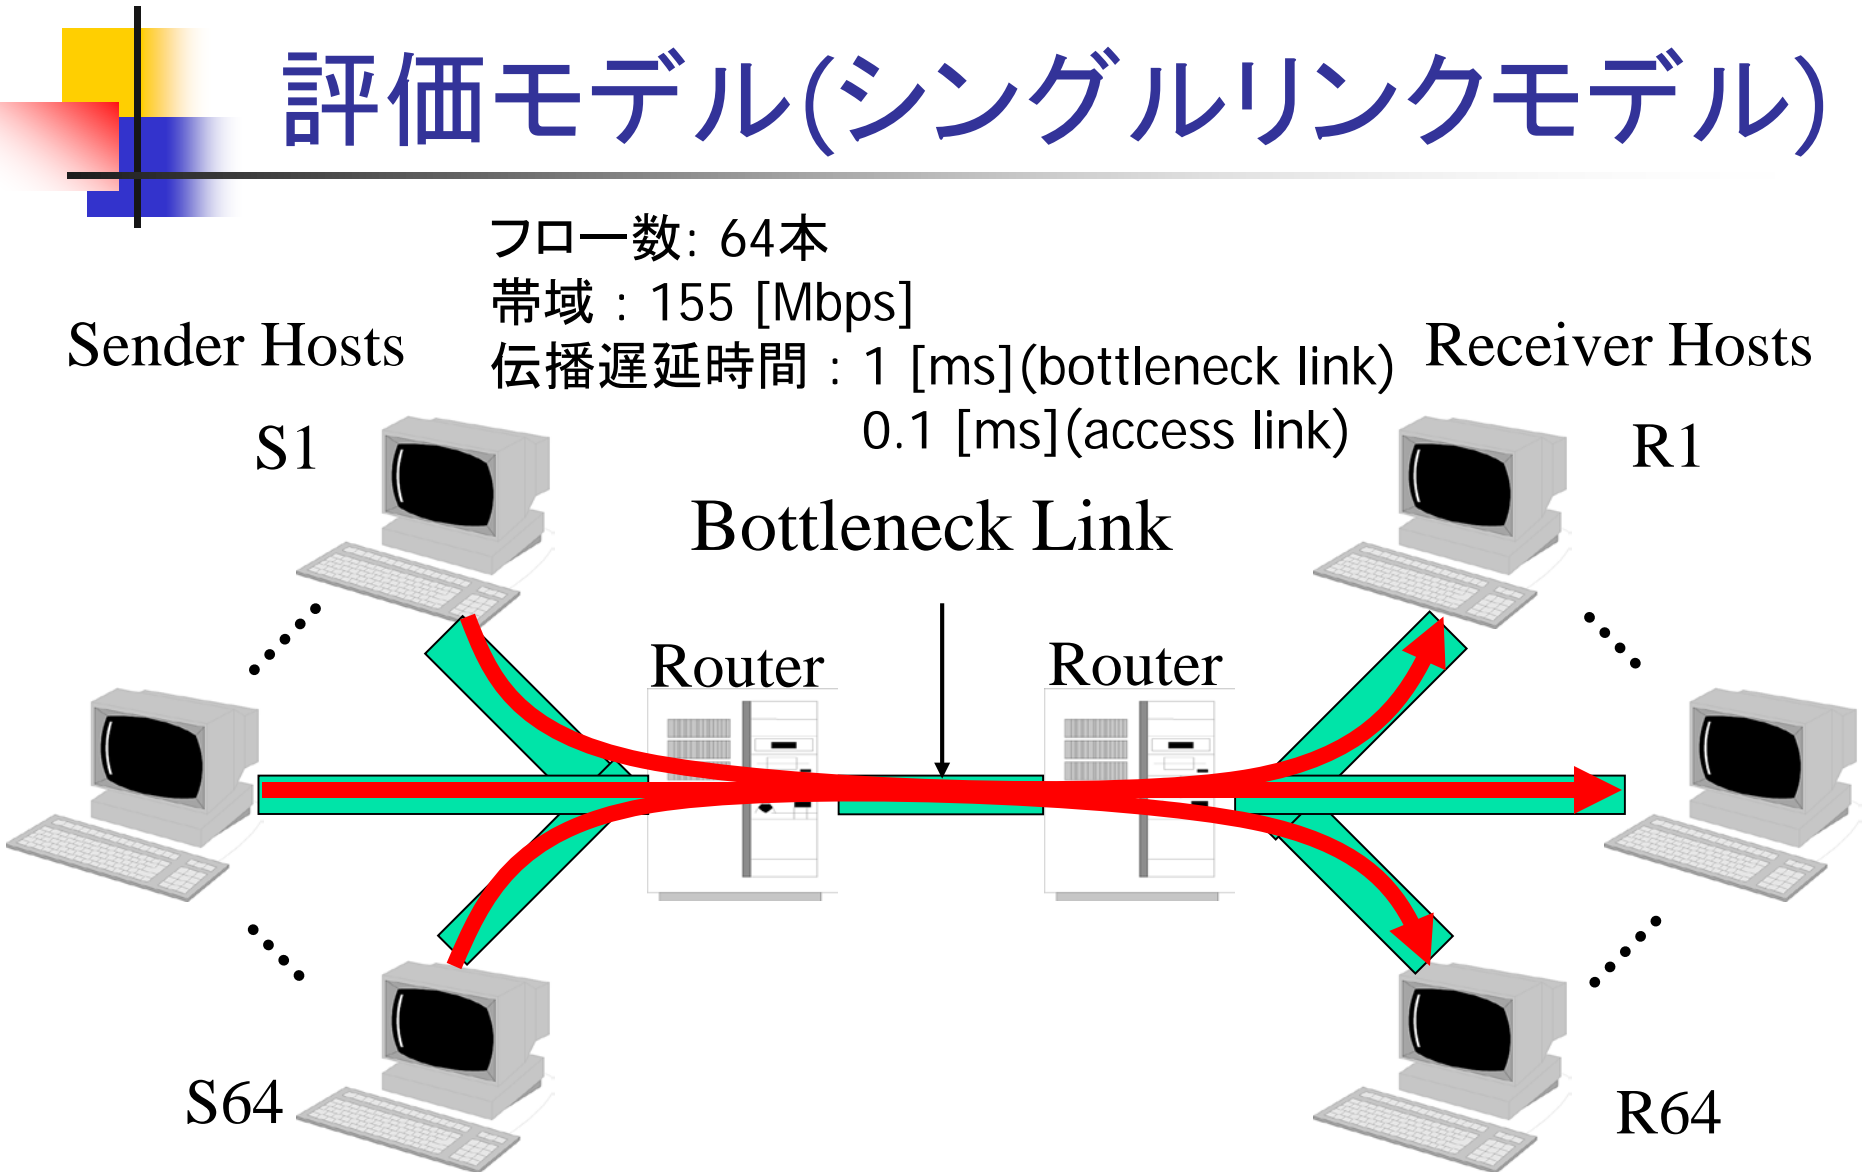 評価モデル(シングルリンクモデル)
フロー数: 64本
帯域 : 155 [Mbps]
伝播遅延時間 : 1 [ms](bottleneck link)
0.1 [ms](access link)
Sender Hosts
Receiver Hosts
S1
R1
Bottleneck Link
Router
Router
S64
R64